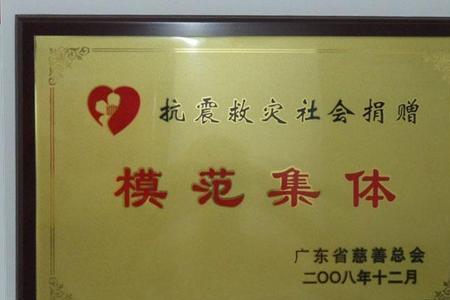 抗震救灾社会捐赠
模范集体
广东省慈善总会
二〇〇八年十二月